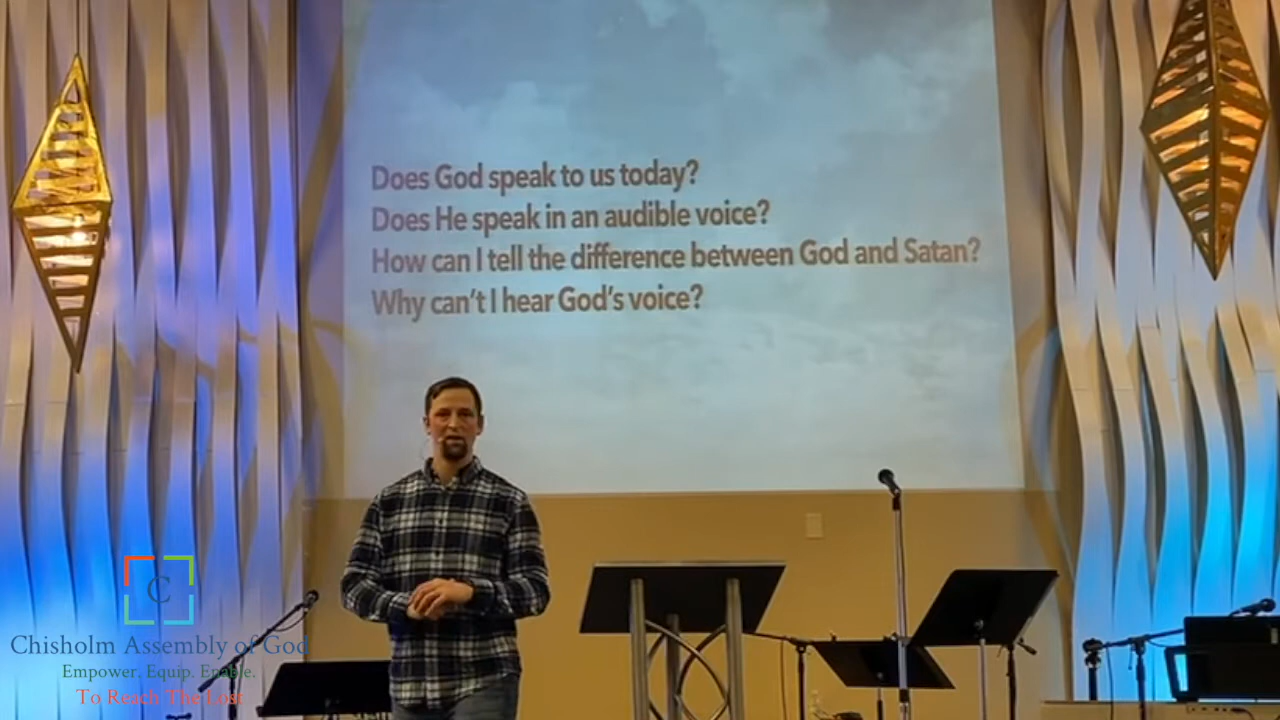 Does God speak to us today?
Does He speak in an audible voice?
How can I tell the difference between God and Satan?
Why can't I hear God's voice?
C
Chisholm Assembly of God
Empower. Equip. Enable.
To Reach The Lost